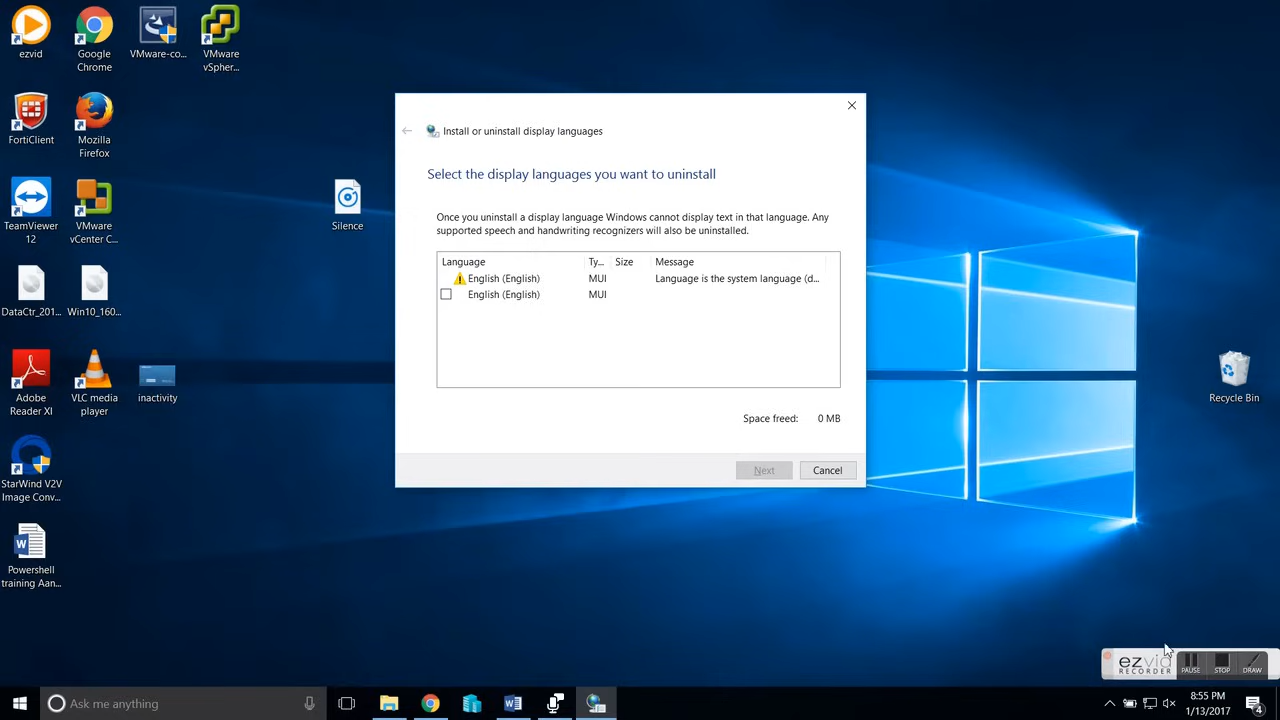 ezvid
Google
Chrome
VMware-co...
VMware
vSpher...
FortiClient
Mozilla
Firefox
TeamViewer
12
VMware
vCenter C...
Silence
DataCtr_201...
Win10_160...
Adobe
Reader XI
VLC media
player
inactivity
StarWind V2V
Image Conv...
Powershell
training Aan...
Recycle Bin
Install or uninstall display languages
Select the display languages you want to uninstall
Once you uninstall a display language Windows cannot display text in that language. Any
supported speech and handwriting recognizers will also be uninstalled.
Language Ty... Size Message
English (English) MUI Language is the system language (d...
English (English) MUI
Space freed: 0 MB
Next Cancel
ezvid
RECORDER
PAUSE STOP DRAW
Ask me anything
8:55 PM
1/13/2017
4